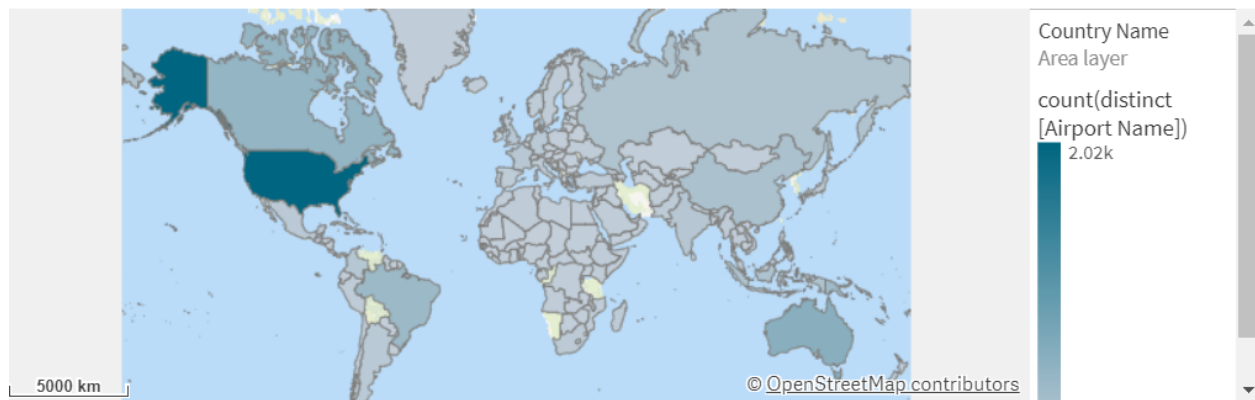 Country Name
Area layer
count(distinct
[Airport Name])
2.02k
5000 km
© OpenStreetMap contributors